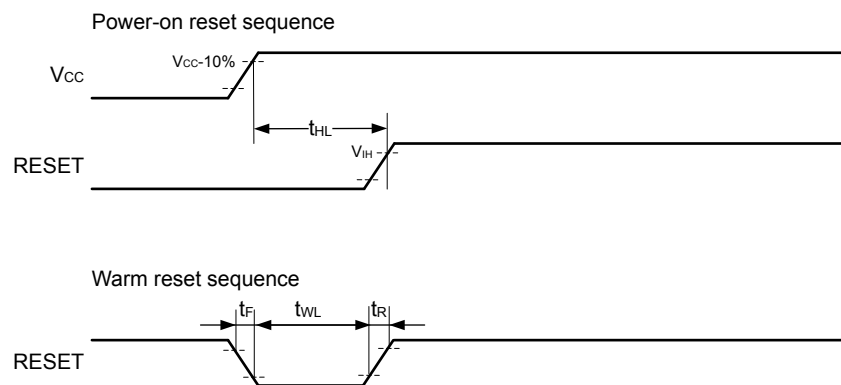 Power-on reset sequence
VCC
VCC-10%
tHL
RESET
VIH
Warm reset sequence
tF
tWL
tR
RESET